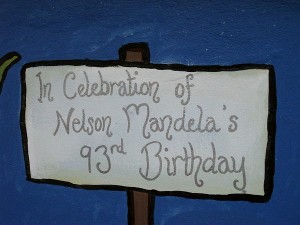 In Celebration of
Nelson Mandela's
93rd Birthday